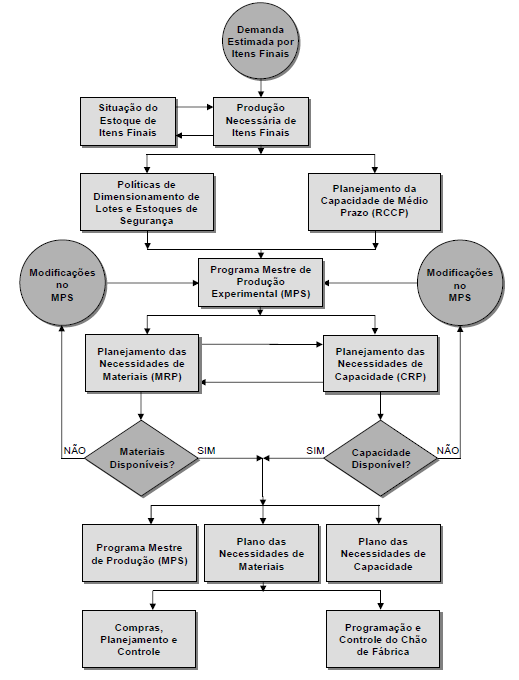 Demanda
Estimada por
Itens Finais
Situação do
Estoque de
Itens Finais
Produção
Necessária de
Itens Finais
Políticas de
Dimensionamento de
Lotes e Estoques de
Segurança
Planejamento da
Capacidade de Médio
Prazo (RCCP)
Modificações
no
MPS
Programa Mestre de
Produção
Experimental (MPS)
Modificações
no
MPS
Planejamento das
Necessidades de
Materiais (MRP)
Planejamento das
Necessidades de
Capacidade (CRP)
NÃO
Materiais
Disponíveis?
SIM
SIM
Capacidade
Disponível?
NÃO
Programa Mestre
de Produção (MPS)
Plano das
Necessidades de
Materiais
Plano das
Necessidades de
Capacidade
Compras,
Planejamento e
Controle
Programação e
Controle do Chão
de Fábrica